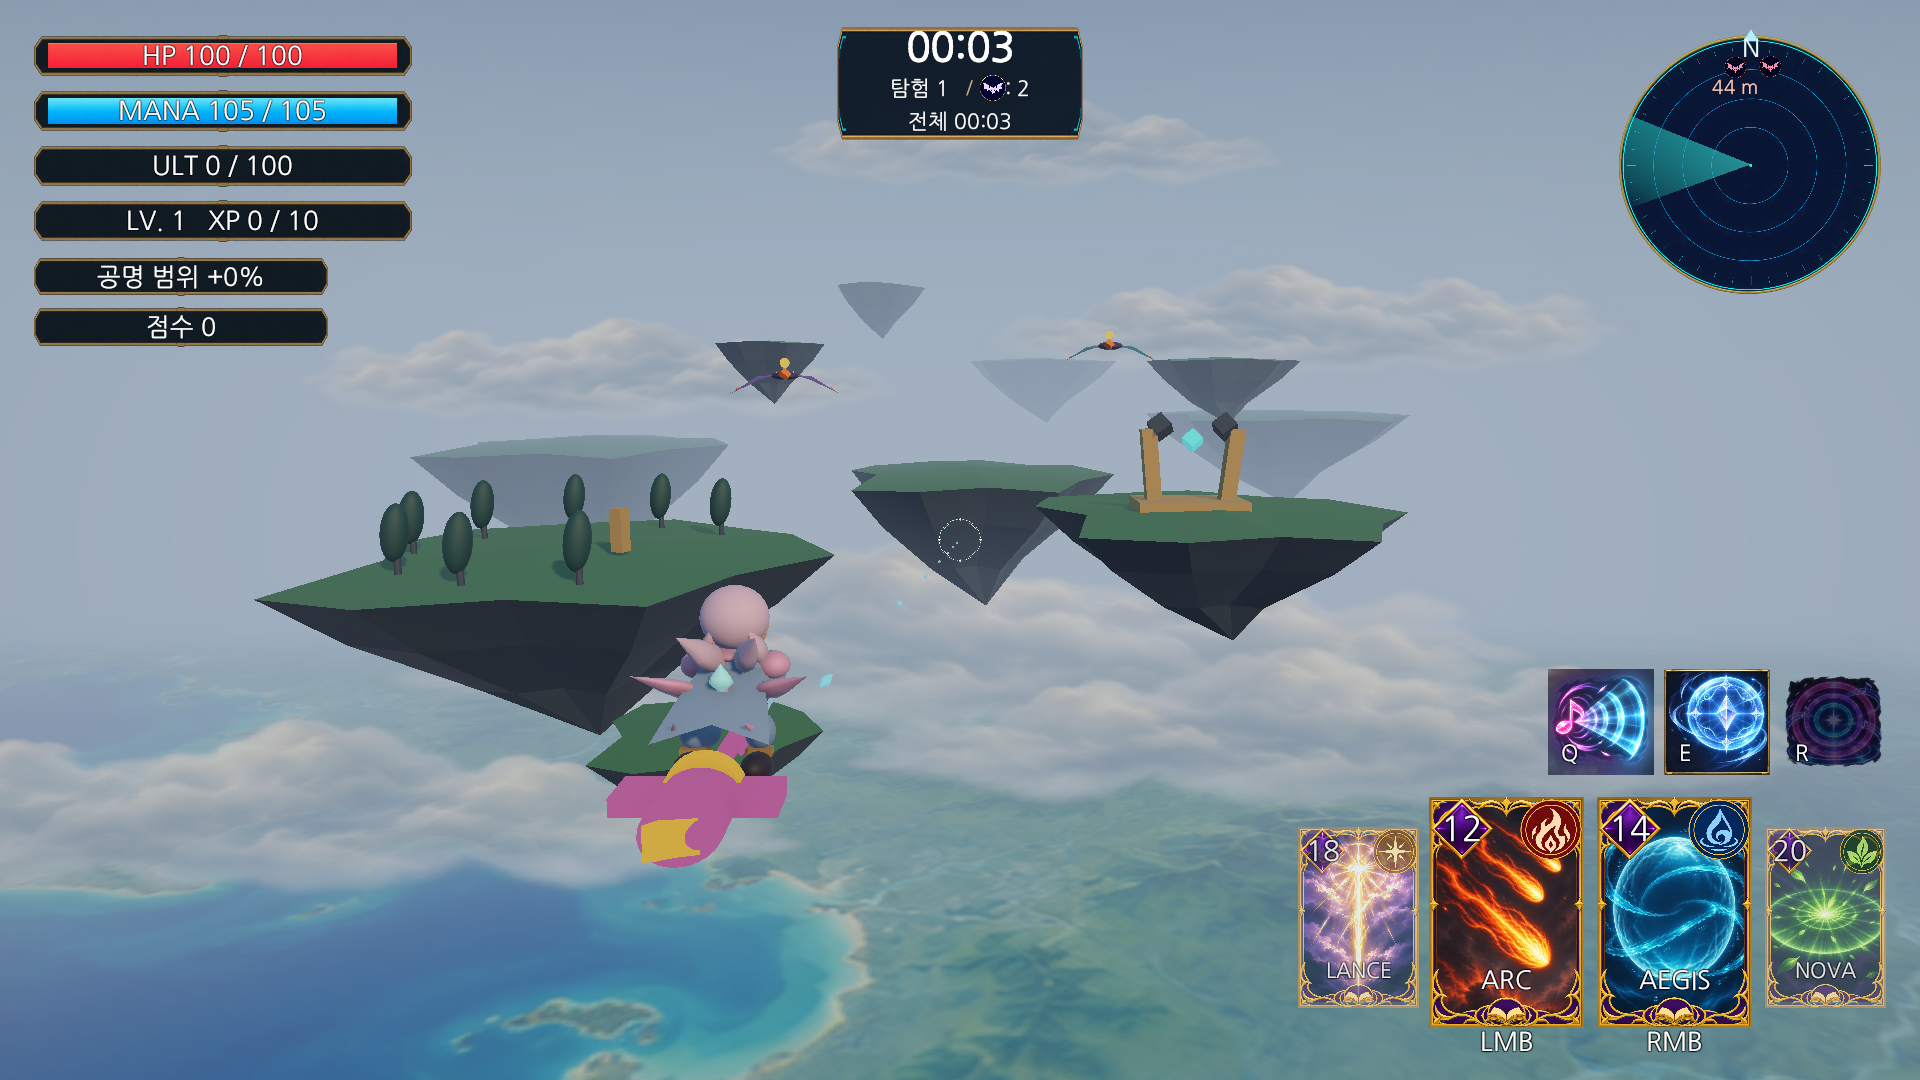 HP 100 / 100
MANA 105 / 105
ULT 0 / 100
LV. 1 XP 0 / 10
공명 범위 +0%
점수 0
00:03
탐험 1 / : 2
전체 00:03
N
44 m
Q
E
R
18
LANCE
12
ARC
LMB
14
AEGIS
RMB
20
NOVA